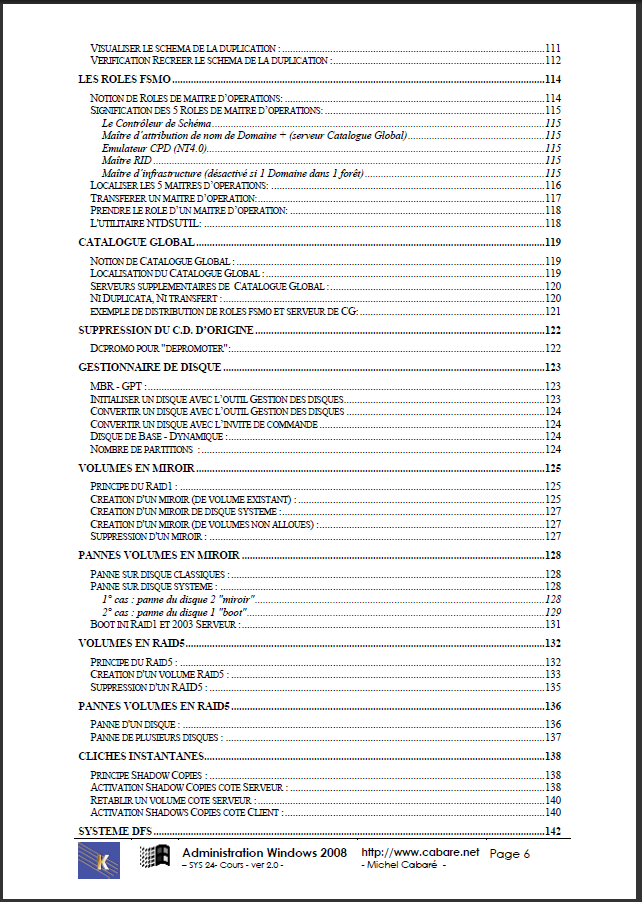 VISUALISER LE SCHEMA DE LA DUPLICATION : 111
VERIFICATION RECREER LE SCHEMA DE LA DUPLICATION : 112
LES ROLES FSMO 114
NOTION DE ROLES DE MAITRE D'OPERATIONS: 114
SIGNIFICATION DES 5 ROLES DE MAITRE D'OPERATIONS: 115
Le Contrôleur de Schéma 115
Maître d'attribution de nom de Domaine + (serveur Catalogue Global) 115
Emulateur CPD (NT4.0) 115
Maître RID 115
Maître d'infrastructure (désactivé si 1 Domaine dans 1 forêt) 115
LOCALISER LES 5 MAITRES D'OPERATIONS: 116
TRANSFERER UN MAITRE D'OPERATION: 117
PRENDRE LE ROLE D'UN MAITRE D'OPERATION: 118
L'UTILITAIRE NTDSUTIL: 118
CATALOGUE GLOBAL 119
NOTION DE CATALOGUE GLOBAL : 119
LOCALISATION DU CATALOGUE GLOBAL : 119
SERVEURS SUPPLEMENTAIRES DE CATALOGUE GLOBAL : 120
NI DUPLICATA, NI TRANSFERT : 120
EXEMPLE DE DISTRIBUTION DE ROLES FSMO ET SERVEUR DE CG: 121
SUPPRESSION DU C.D. D'ORIGINE 122
DCPROMO POUR "DEPROMOTER": 122
GESTIONNAIRE DE DISQUE 123
MBR - GPT : 123
INITIALISER UN DISQUE AVEC L'OUTIL GESTION DES DISQUES 123
CONVERTIR UN DISQUE AVEC L'OUTIL GESTION DES DISQUES 124
CONVERTIR UN DISQUE AVEC L'INVITE DE COMMANDE 124
DISQUE DE BASE - DYNAMIQUE : 124
NOMBRE DE PARTITIONS : 124
VOLUMES EN MIROIR 125
PRINCIPE DU RAID1 : 125
CREATION D'UN MIROIR (DE VOLUME EXISTANT) : 125
CREATION D'UN MIROIR DE DISQUE SYSTEME : 127
CREATION D'UN MIROIR (DE VOLUMES NON ALLOUES) : 127
SUPPRESSION D'UN MIROIR : 127
PANNES VOLUMES EN MIROIR 128
PANNE SUR DISQUE CLASSIQUES : 128
PANNE SUR DISQUE SYSTEME : 128
1° cas : panne du disque 2 "miroir" 128
2° cas : panne du disque 1 "boot" 129
BOOT INI RAID1 ET 2003 SERVEUR : 131
VOLUMES EN RAID5 132
PRINCIPE DU RAID5 : 132
CREATION D'UN VOLUME RAID5 : 133
SUPPRESSION D'UN RAID5 : 135
PANNES VOLUMES EN RAID5 136
PANNE D'UN DISQUE : 136
PANNE DE PLUSIEURS DISQUES : 137
CLICHES INSTANTANES 138
PRINCIPE SHADOW COPIES : 138
ACTIVATION SHADOW COPIES COTE SERVEUR : 138
RETABLIR UN VOLUME COTE SERVEUR : 140
ACTIVATION SHADOWS COPIES COTE CLIENT : 140
SYSTEME DFS 142
K
Administration Windows 2008 http://www.cabare.net Page 6
– SYS 24- Cours - ver 2.0 - - Michel Cabaré -